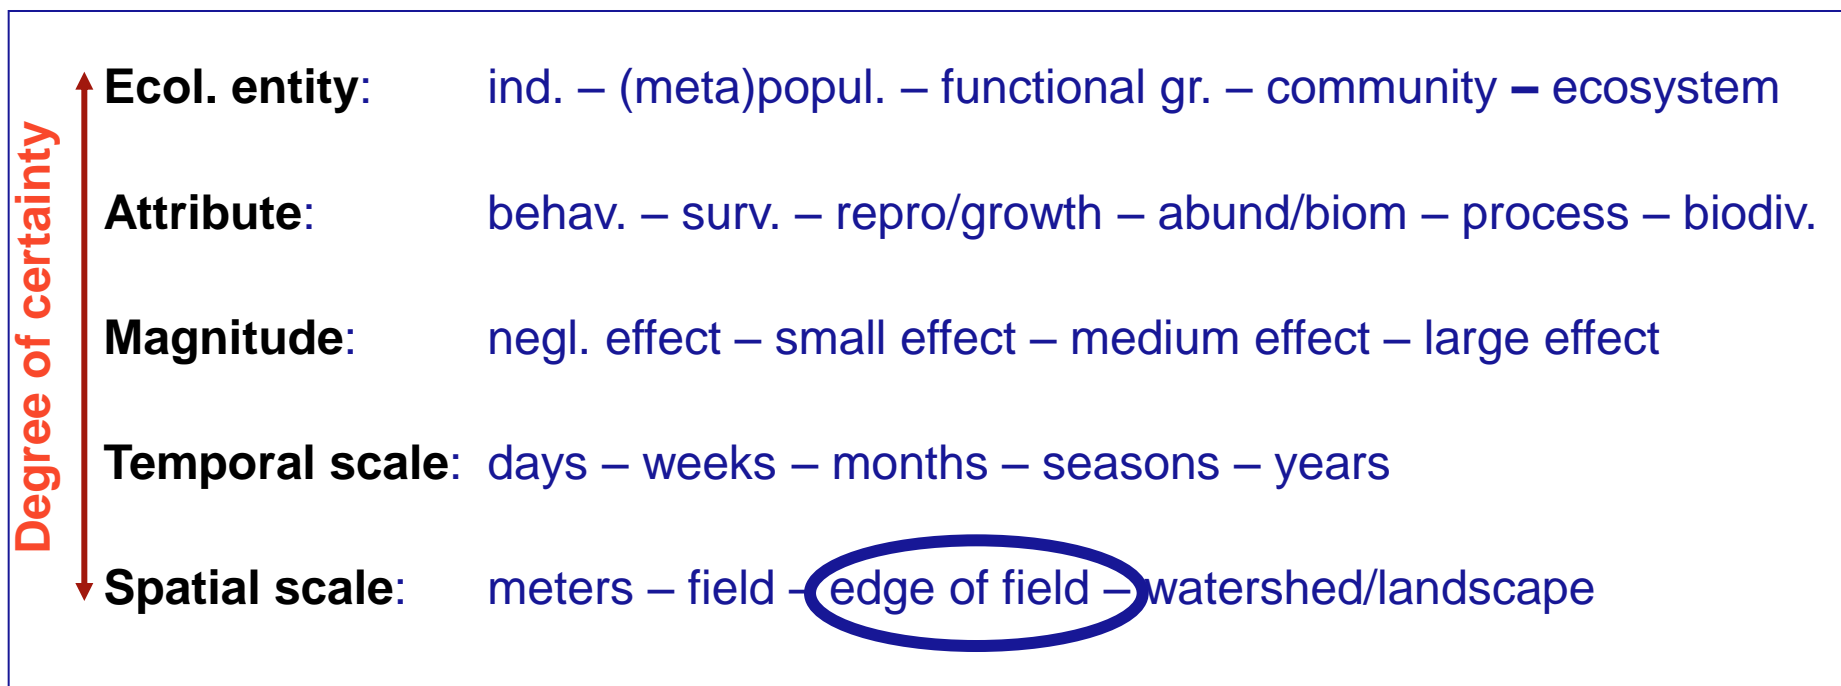 Degree of certainty
Ecol. entity: ind. – (meta)popul. – functional gr. – community – ecosystem
Attribute: behav. – surv. – repro/growth – abund/biom – process – biodiv.
Magnitude: negl. effect – small effect – medium effect – large effect
Temporal scale: days – weeks – months – seasons – years
Spatial scale: meters – field – edge of field – watershed/landscape